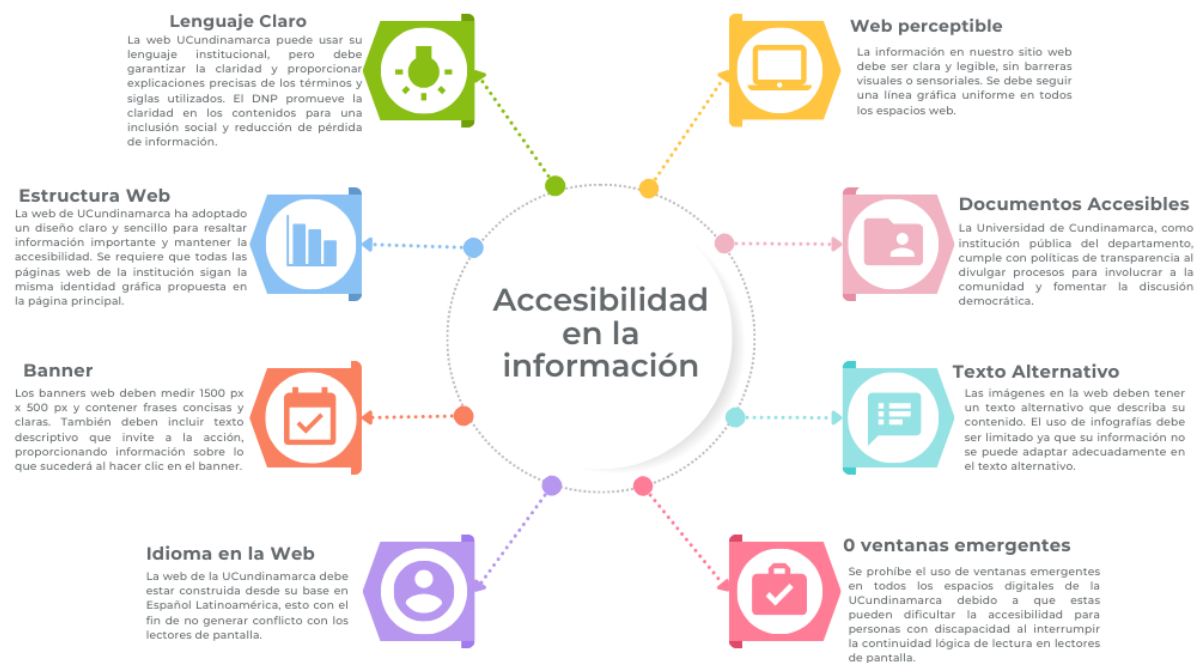 Lenguaje Claro
La web UCundinamarca puede usar su
lenguaje institucional, pero debe
garantizar la claridad y proporcionar
explicaciones precisas de los términos y
siglas utilizados. El DNP promueve la
claridad en los contenidos para una
inclusión social y reducción de pérdida
de información.
Estructura Web
La web de UCundinamarca ha adoptado
un diseño claro y sencillo para resaltar
información importante y mantener la
accesibilidad. Se requiere que todas las
páginas web de la institución sigan la
misma identidad gráfica propuesta en
la página principal.
Banner
Los banners web deben medir 1500 px
x 500 px y contener frases concisas y
claras. También deben incluir texto
descriptivo que invite a la acción,
proporcionando información sobre lo
que sucederá al hacer clic en el banner.
Idioma en la Web
La web de la UCundinamarca debe
estar construida desde su base en
Español Latinoamérica, esto con el
fin de no generar conflicto con los
lectores de pantalla.
Accesibilidad
en la
información
Web perceptible
La información en nuestro sitio web
debe ser clara y legible, sin barreras
visuales o sensoriales. Se debe seguir
una línea gráfica uniforme en todos
los espacios web.
Documentos Accesibles
La Universidad de Cundinamarca, como
institución pública del departamento,
cumple con políticas de transparencia al
divulgar procesos para involucrar a la
comunidad y fomentar la discusión
democrática.
Texto Alternativo
Las imágenes en la web deben tener
un texto alternativo que describa su
contenido. El uso de infografías debe
ser limitado ya que su información no
se puede adaptar adecuadamente en
el texto alternativo.
0 ventanas emergentes
Se prohíbe el uso de ventanas emergentes
en todos los espacios digitales de la
UCundinamarca debido a que estas
pueden dificultar la accesibilidad para
personas con discapacidad al interrumpir
la continuidad lógica de lectura en lectores
de pantalla.